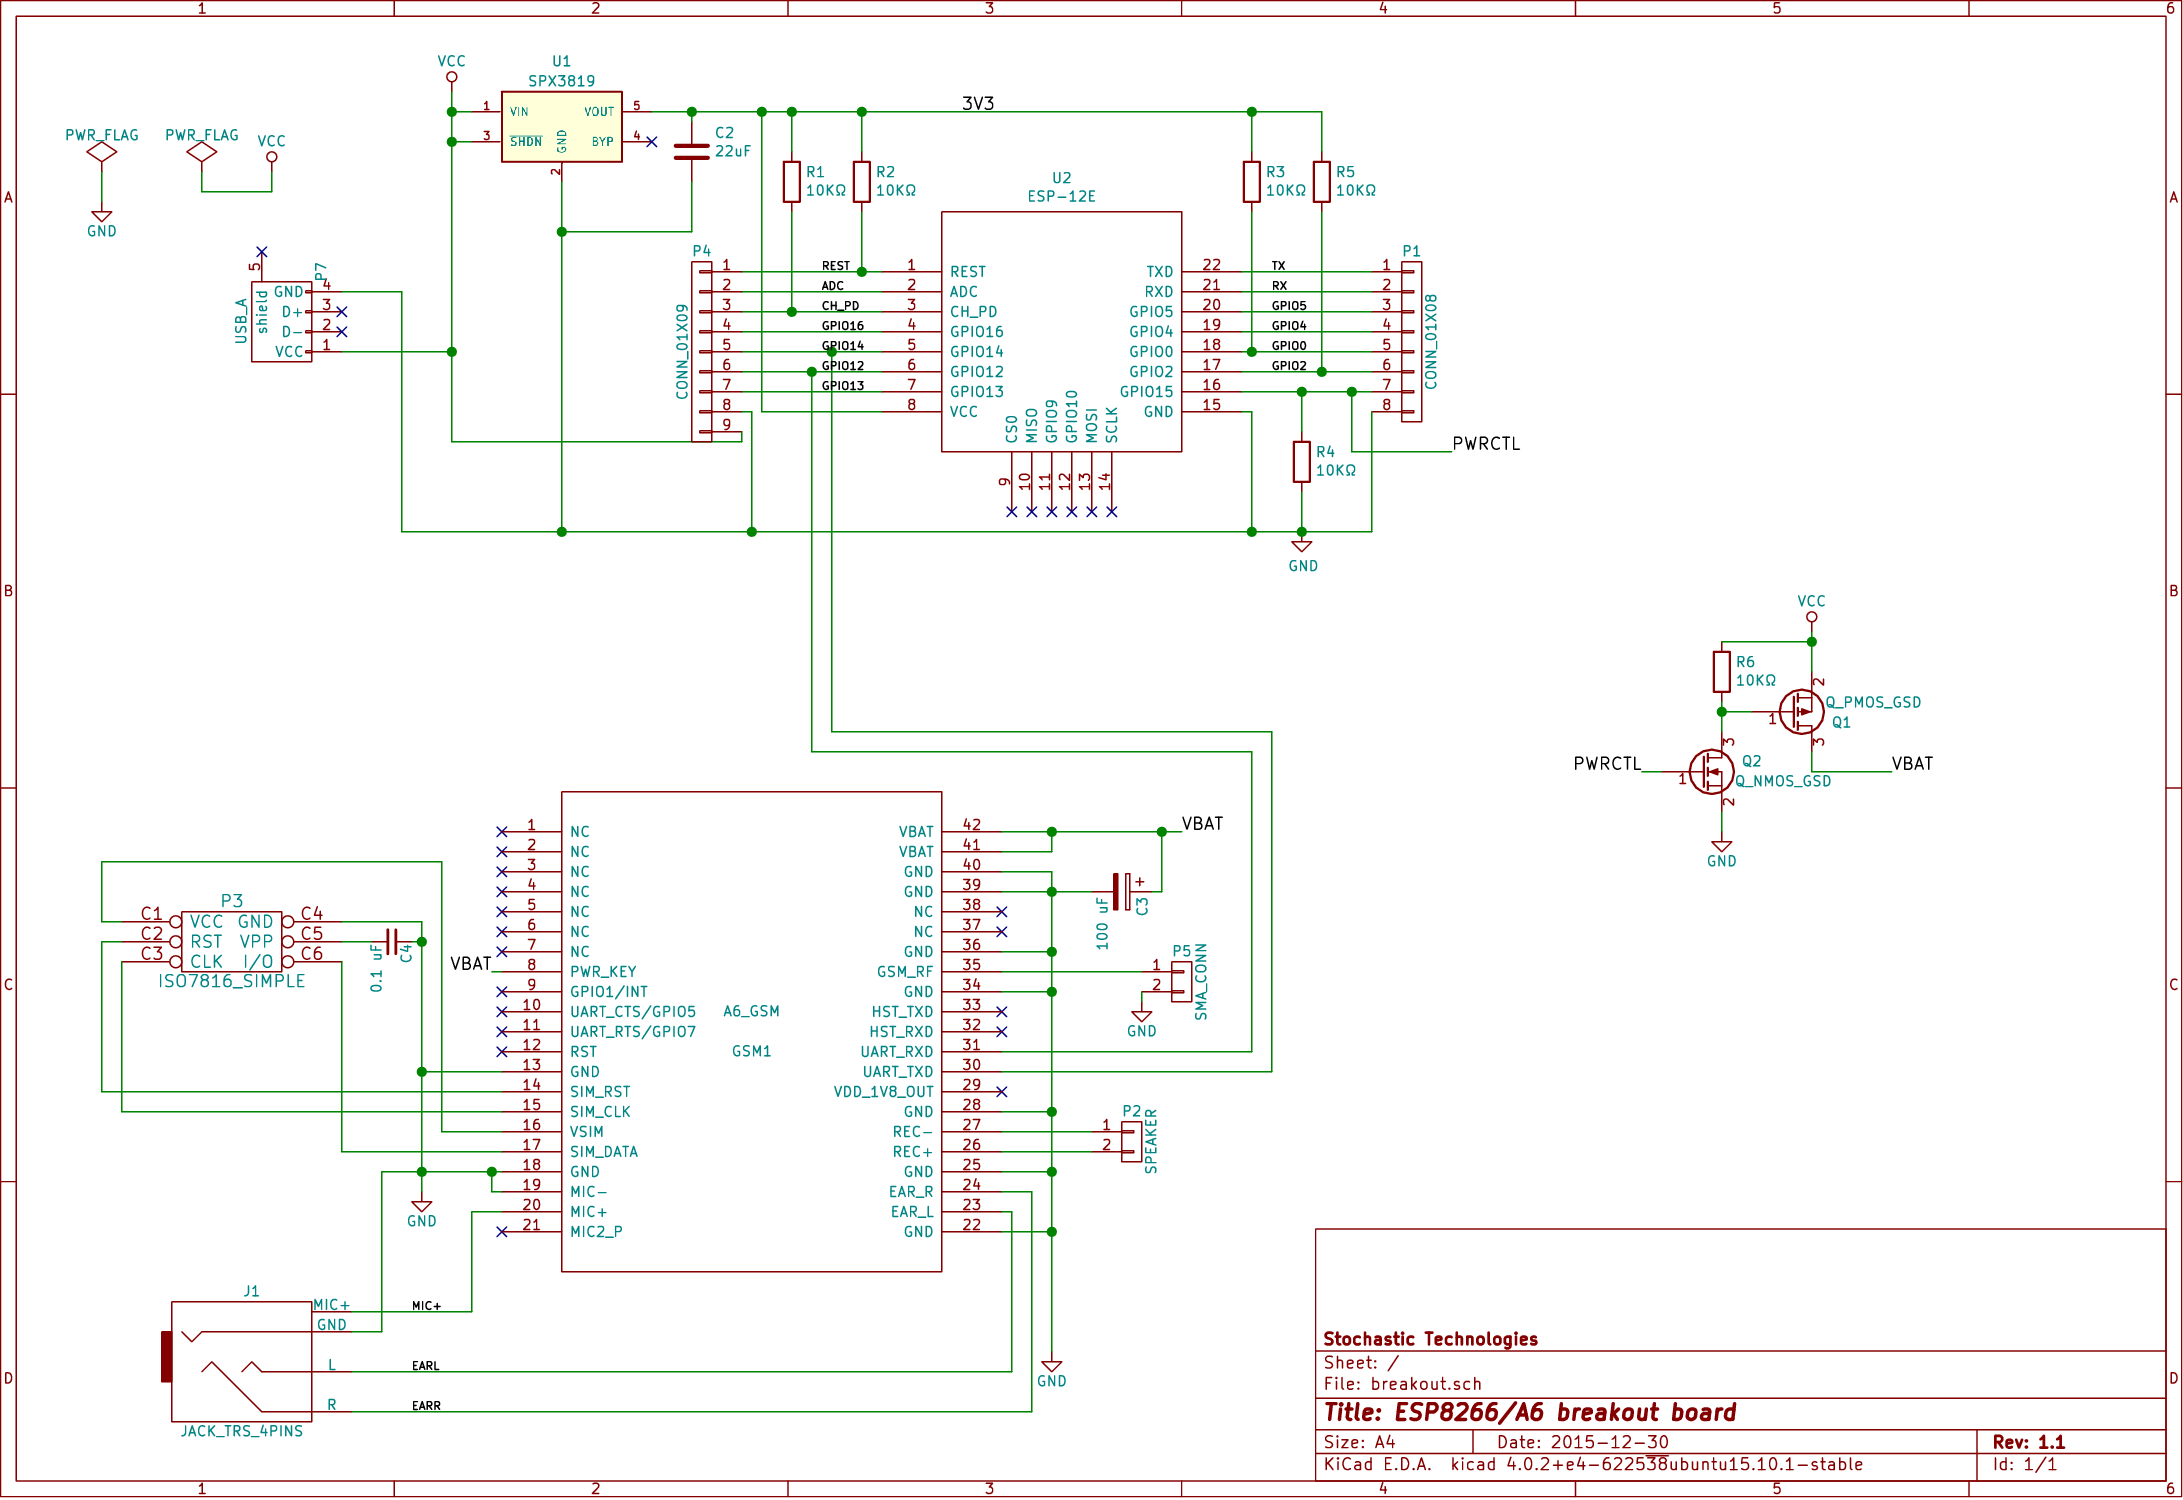 1 2 3 4 5 6
A
B
C
D
A
B
C
D
1 2 3 4 5 6
PWR_FLAG
GND
PWR_FLAG
VCC
VCC
U1
SPX3819
1 VIN
3 SHDN
GND
2
VOUT 5
BYP 4
C2
22uF
3V3
R1
10KΩ
R2
10KΩ
R3
10KΩ
R5
10KΩ
P7
USB_A
shield
5
GND 4
D+ 3
D- 2
VCC 1
P4
CONN_01X09
1 REST
2 ADC
3 CH_PD
4 GPIO16
5 GPIO14
6 GPIO12
7 GPIO13
8
9
U2
ESP-12E
1 REST
2 ADC
3 CH_PD
4 GPIO16
5 GPIO14
6 GPIO12
7 GPIO13
8 VCC
CS0 9
MISO 10
GPIO9 11
GPIO10 12
MOSI 13
SCLK 14
TXD 22
RXD 21
GPIO5 20
GPIO4 19
GPIO0 18
GPIO2 17
GPIO15 16
GND 15
P1
CONN_01X08
TX 1
RX 2
GPIO5 3
GPIO4 4
GPIO0 5
GPIO2 6
7
8
R4
10KΩ
PWRCTL
GND
VCC
R6
10KΩ
2
Q_PMOS_GSD
Q1
1
3
VBAT
PWRCTL
3
Q2
Q_NMOS_GSD
1
2
GND
P3
C1 VCC GND C4
C2 RST VPP C5
C3 CLK I/O C6
ISO7816_SIMPLE
0.1 uF
C4
VBAT
A6_GSM
GSM1
1 NC
2 NC
3 NC
4 NC
5 NC
6 NC
7 NC
8 PWR_KEY
9 GPIO1/INT
10 UART_CTS/GPIO5
11 UART_RTS/GPIO7
12 RST
13 GND
14 SIM_RST
15 SIM_CLK
16 VSIM
17 SIM_DATA
18 GND
19 MIC-
20 MIC+
21 MIC2_P
VBAT 42
VBAT 41
GND 40
GND 39
NC 38
NC 37
GND 36
GSM_RF 35
GND 34
HST_TXD 33
HST_RXD 32
UART_RXD 31
UART_TXD 30
VDD_1V8_OUT 29
GND 28
REC- 27
REC+ 26
GND 25
EAR_R 24
EAR_L 23
GND 22
VBAT
+
100 uF
C3
P5
SMA_CONN
1
2
GND
P2
SPEAKER
1
2
GND
GND
J1
MIC+ MIC+
GND
L EARL
R EARR
JACK_TRS_4PINS
Stochastic Technologies
Sheet: /
File: breakout.sch
Title: ESP8266/A6 breakout board
Size: A4 Date: 2015-12-30 Rev: 1.1
KiCad E.D.A. kicad 4.0.2+e4-622538ubuntu15.10.1-stable Id: 1/1